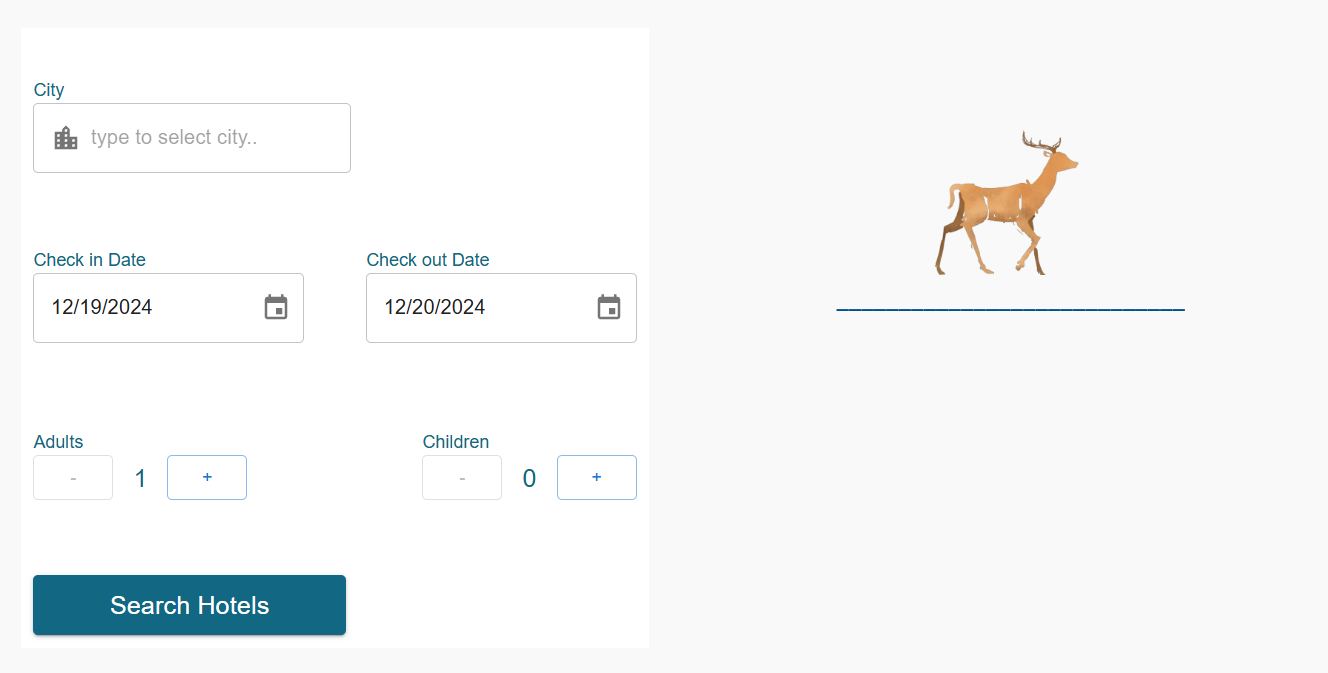 City
type to select city..
Check in Date
Check out Date
12/19/2024
12/20/2024
Adults
Children
- 1 +
- 0 +
Search Hotels